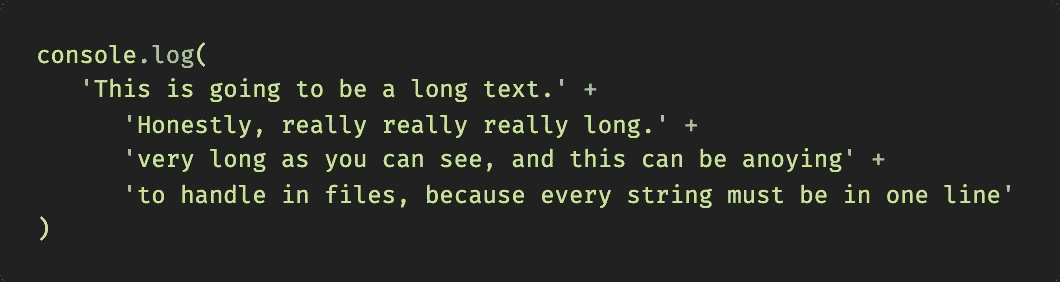 console.log(
'This is going to be a long text.' +
'Honestly, really really really long.' +
'very long as you can see, and this can be anoying' +
'to handle in files, because every string must be in one line'
)